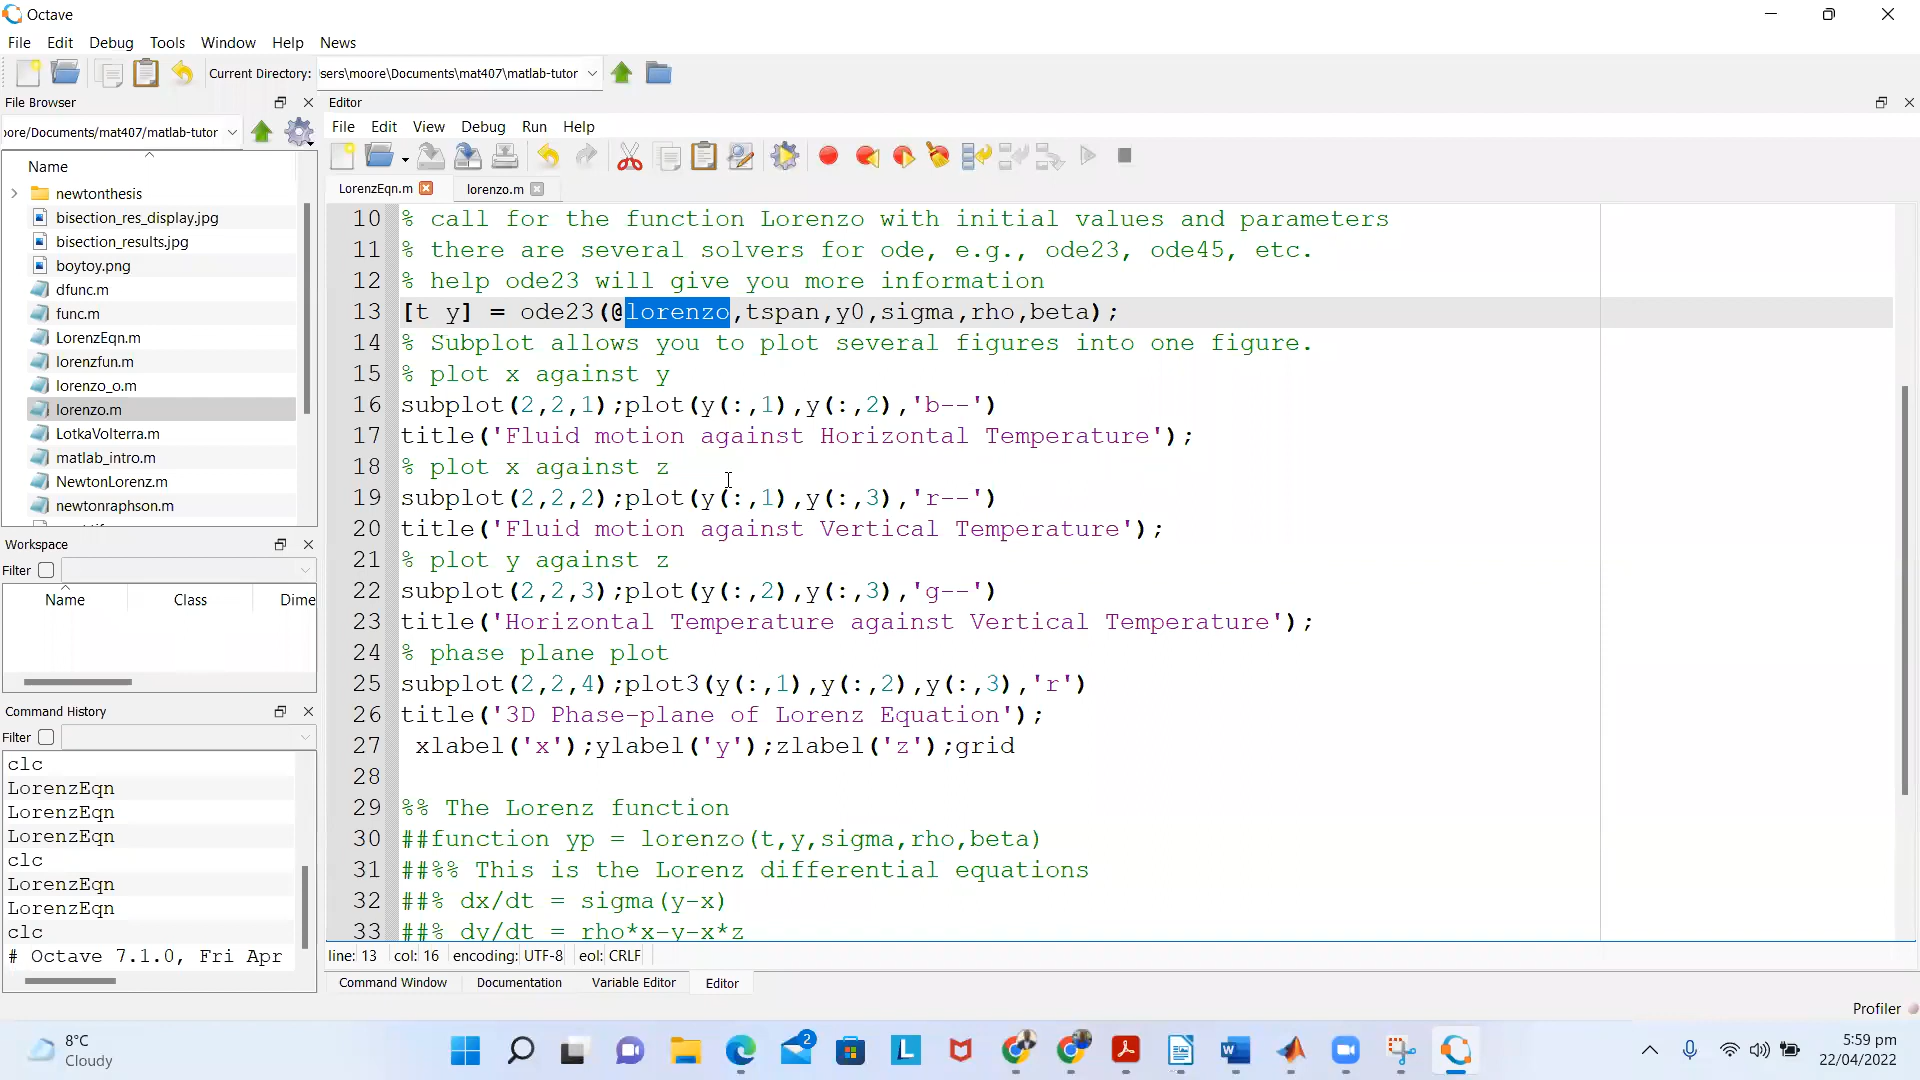 Octave
File Edit Debug Tools Window Help News
Current Directory: sers\moore\Documents\mat407\matlab-tutor
File Browser
ore/Documents/mat407/matlab-tutor
Name
newtonthesis
bisection_res_display.jpg
bisection_results.jpg
boytoy.png
dfunc.m
func.m
LorenzEqn.m
lorenzfun.m
lorenzo_o.m
lorenzo.m
LotkaVolterra.m
matlab_intro.m
NewtonLorenz.m
newtonraphson.m
Workspace
Filter
Name Class Dime
Command History
Filter
clc
LorenzEqn
LorenzEqn
LorenzEqn
clc
LorenzEqn
LorenzEqn
clc
# Octave 7.1.0, Fri Apr
Editor
File Edit View Debug Run Help
LorenzEqn.m lorenzo.m
10 % call for the function Lorenzo with initial values and parameters
11 % there are several solvers for ode, e.g., ode23, ode45, etc.
12 % help ode23 will give you more information
13 [t y] = ode23(@lorenzo,tspan,y0,sigma,rho,beta);
14 % Subplot allows you to plot several figures into one figure.
15 % plot x against y
16 subplot(2,2,1);plot(y(:,1),y(:,2),'b--')
17 title('Fluid motion against Horizontal Temperature');
18 % plot x against z
19 subplot(2,2,2);plot(y(:,1),y(:,3),'r--')
20 title('Fluid motion against Vertical Temperature');
21 % plot y against z
22 subplot(2,2,3);plot(y(:,2),y(:,3),'g--')
23 title('Horizontal Temperature against Vertical Temperature');
24 % phase plane plot
25 subplot(2,2,4);plot3(y(:,1),y(:,2),y(:,3),'r')
26 title('3D Phase-plane of Lorenz Equation');
27 xlabel('x');ylabel('y');zlabel('z');grid
28
29 %% The Lorenz function
30 ##function yp = lorenzo(t,y,sigma,rho,beta)
31 ##%% This is the Lorenz differential equations
32 ##% dx/dt = sigma(y-x)
33 ##% dy/dt = rho*x-y-x*z
line: 13 col: 16 encoding: UTF-8 eol: CRLF
Command Window Documentation Variable Editor Editor
Profiler
8°C
Cloudy
2
5:59 pm
22/04/2022